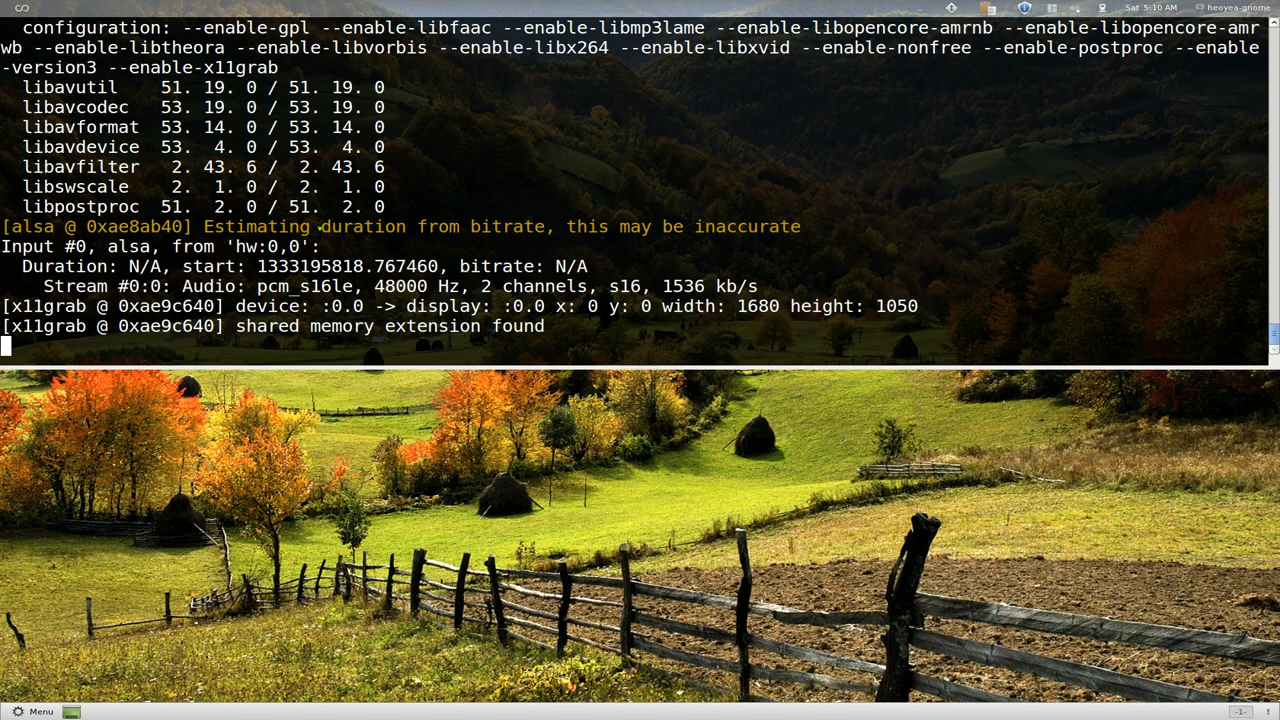 Sat 5:10 AM heoyea-gnome
configuration: --enable-gpl --enable-libfaac --enable-libmp3lame --enable-libopencore-amrnb --enable-libopencore-amr
wb --enable-libtheora --enable-libvorbis --enable-libx264 --enable-libxvid --enable-nonfree --enable-postproc --enable
-version3 --enable-x11grab
libavutil    51. 19. 0 / 51. 19. 0
libavcodec   53. 19. 0 / 53. 19. 0
libavformat  53. 14. 0 / 53. 14. 0
libavdevice  53.  4. 0 / 53.  4. 0
libavfilter   2. 43. 6 /  2. 43. 6
libswscale    2.  1. 0 /  2.  1. 0
libpostproc  51.  2. 0 / 51.  2. 0
[alsa @ 0xae8ab40] Estimating duration from bitrate, this may be inaccurate
Input #0, alsa, from 'hw:0,0':
Duration: N/A, start: 1333195818.767460, bitrate: N/A
Stream #0:0: Audio: pcm_s16le, 48000 Hz, 2 channels, s16, 1536 kb/s
[x11grab @ 0xae9c640] device: :0.0 -> display: :0.0 x: 0 y: 0 width: 1680 height: 1050
[x11grab @ 0xae9c640] shared memory extension found
Menu -1- !